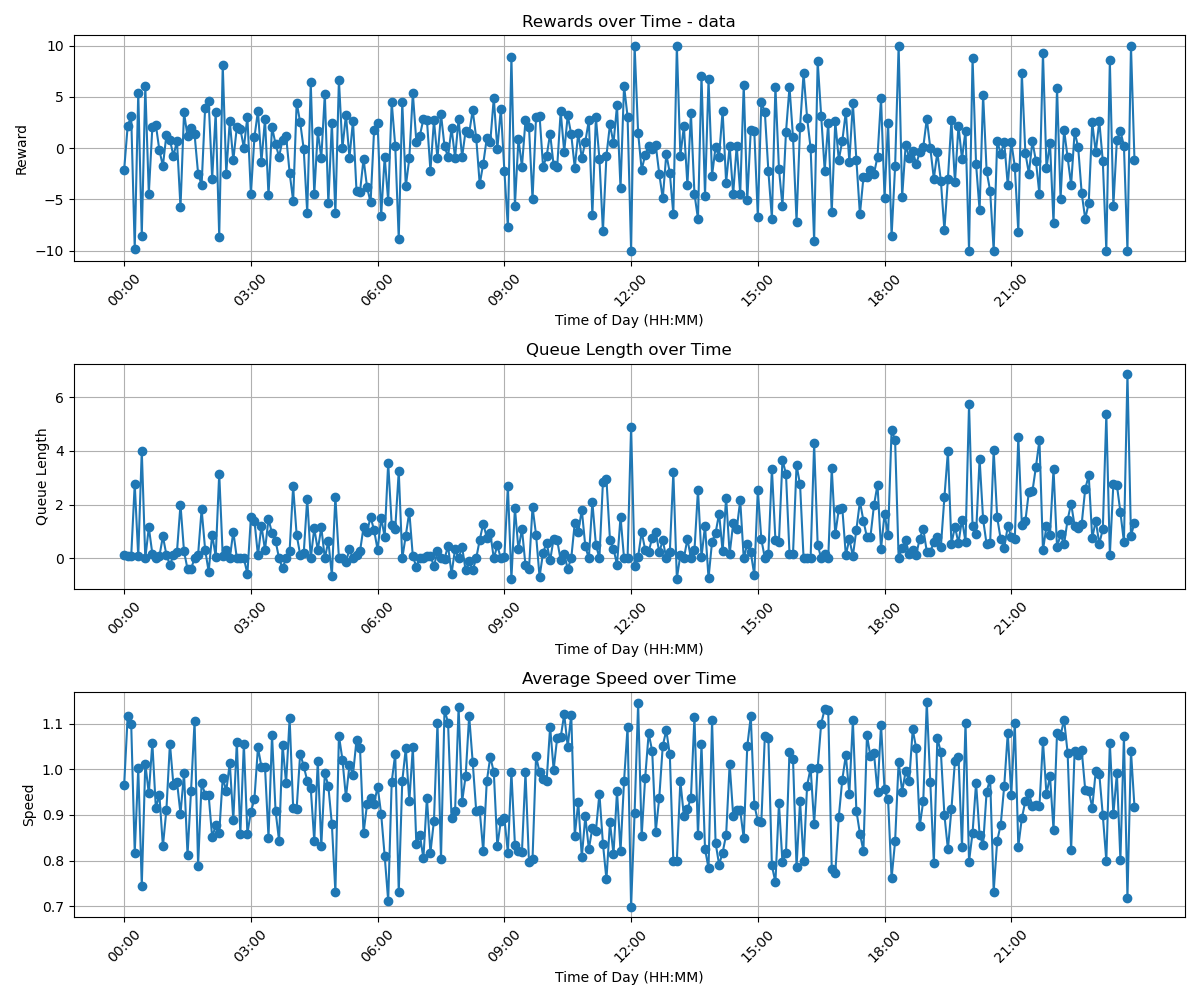 Rewards over Time - data
10
5
0
−5
−10
Reward
00:00 03:00 06:00 09:00 12:00 15:00 18:00 21:00
Time of Day (HH:MM)
Queue Length over Time
6
4
2
0
Queue Length
00:00 03:00 06:00 09:00 12:00 15:00 18:00 21:00
Time of Day (HH:MM)
Average Speed over Time
1.1
1.0
0.9
0.8
0.7
Speed
00:00 03:00 06:00 09:00 12:00 15:00 18:00 21:00
Time of Day (HH:MM)